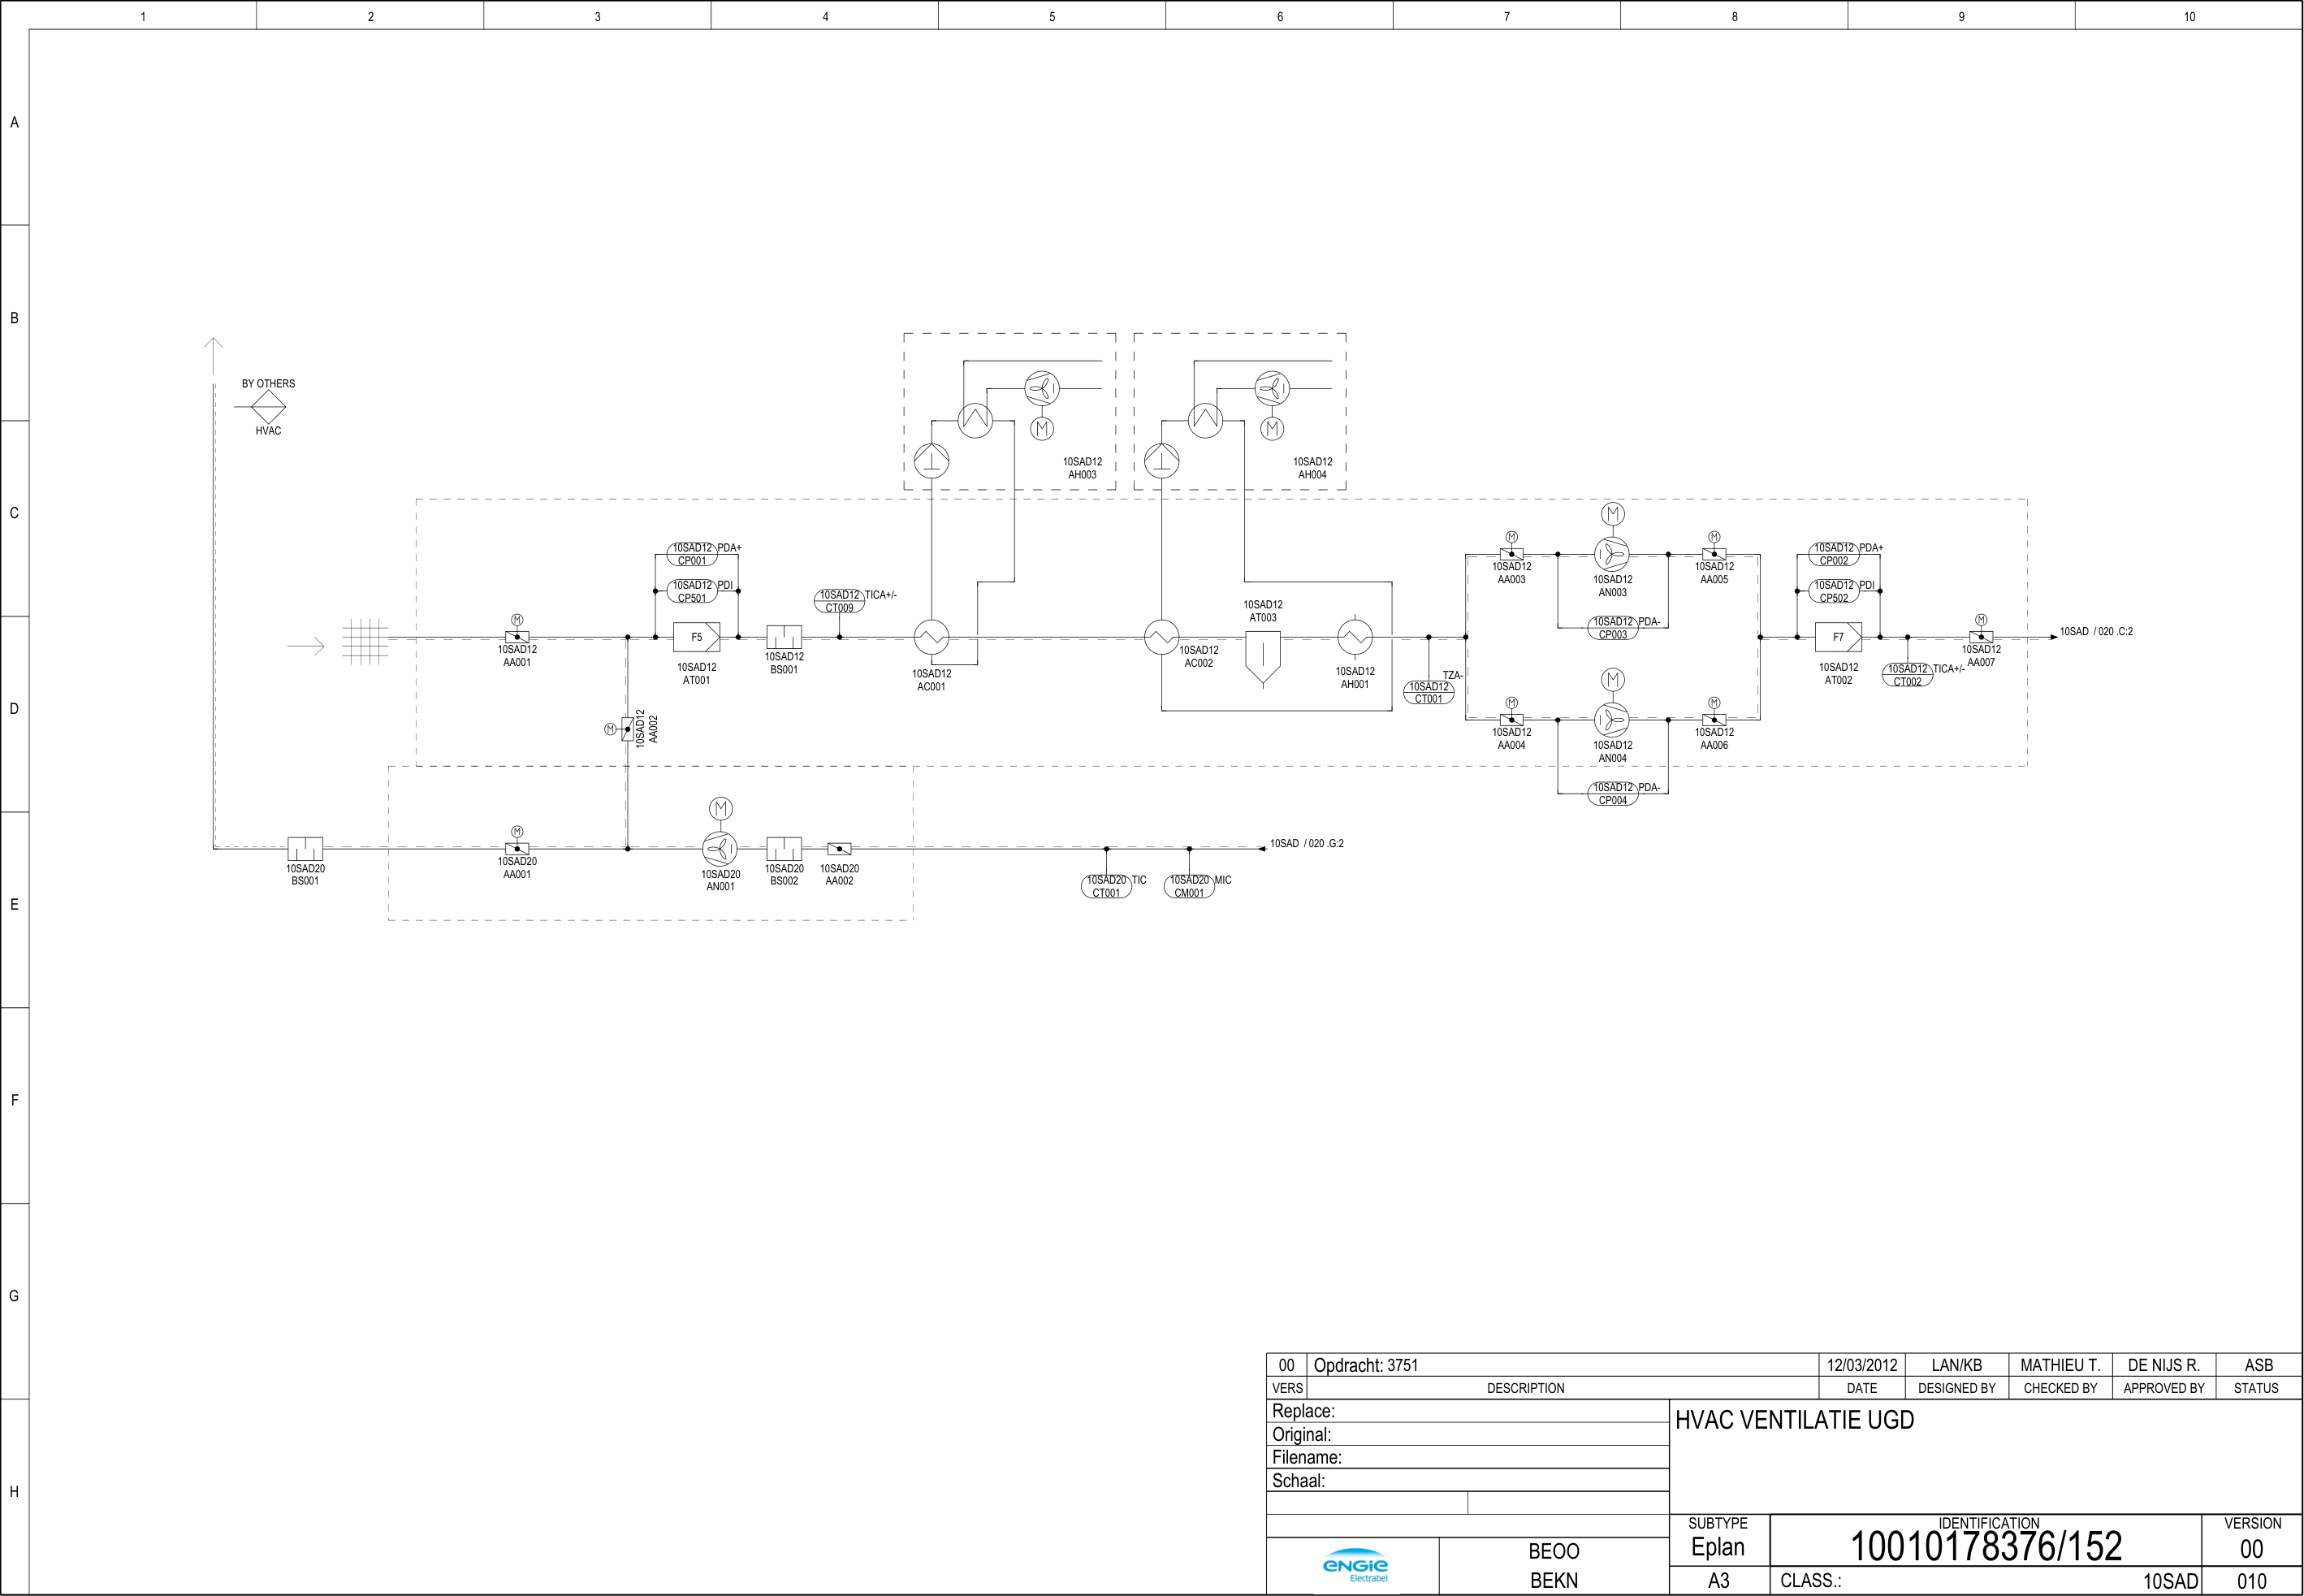 1 2 3 4 5 6 7 8 9 10
A
B
C
D
E
F
G
H
BY OTHERS
HVAC
M
10SAD12
AH003
M
10SAD12
AH004
10SAD12 PDA+
CP001
10SAD12 PDI
CP501
10SAD12 TICA+/-
CT009
M
10SAD12
AA001
F5
10SAD12
AT001
10SAD12
BS001
10SAD12
AC001
10SAD12
AC002
10SAD12
AT003
10SAD12
AH001
TZA-
10SAD12
CT001
M
10SAD12
AA003
M
10SAD12
AN003
M
10SAD12
AA005
10SAD12 PDA-
CP003
M
10SAD12
AA004
M
10SAD12
AN004
M
10SAD12
AA006
10SAD12 PDA-
CP004
10SAD12 PDA+
CP002
10SAD12 PDI
CP502
F7
10SAD12
AT002
10SAD12 TICA+/-
CT002
M
10SAD12
AA007
10SAD / 020 .C:2
M
10SAD12
AA002
10SAD20
BS001
M
10SAD20
AA001
M
10SAD20
AN001
10SAD20
BS002
10SAD20
AA002
10SAD20 TIC
CT001
10SAD20 MIC
CM001
10SAD / 020 .G:2
00 Opdracht: 3751 12/03/2012 LAN/KB MATHIEU T. DE NIJS R. ASB
VERS DESCRIPTION DATE DESIGNED BY CHECKED BY APPROVED BY STATUS
Replace:
Original:
Filename:
Schaal:
HVAC VENTILATIE UGD
SUBTYPE IDENTIFICATION VERSION
Eplan 10010178376/152 00
ENGIE
Electrabel
BEOO
BEKN
A3 CLASS.: 10SAD 010